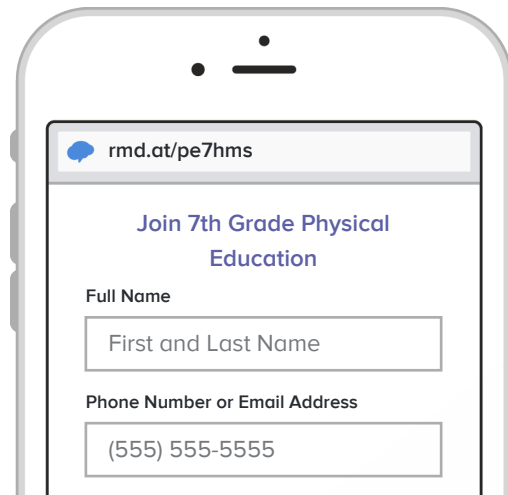 rmd.at/pe7hms
Join 7th Grade Physical
Education
Full Name
First and Last Name
Phone Number or Email Address
(555) 555-5555